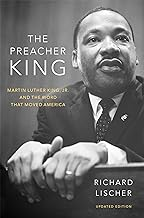 THE
PREACHER
KING
MARTIN LUTHER KING, JR.
AND THE WORD
THAT MOVED AMERICA
RICHARD
LISCHER
UPDATED EDITION